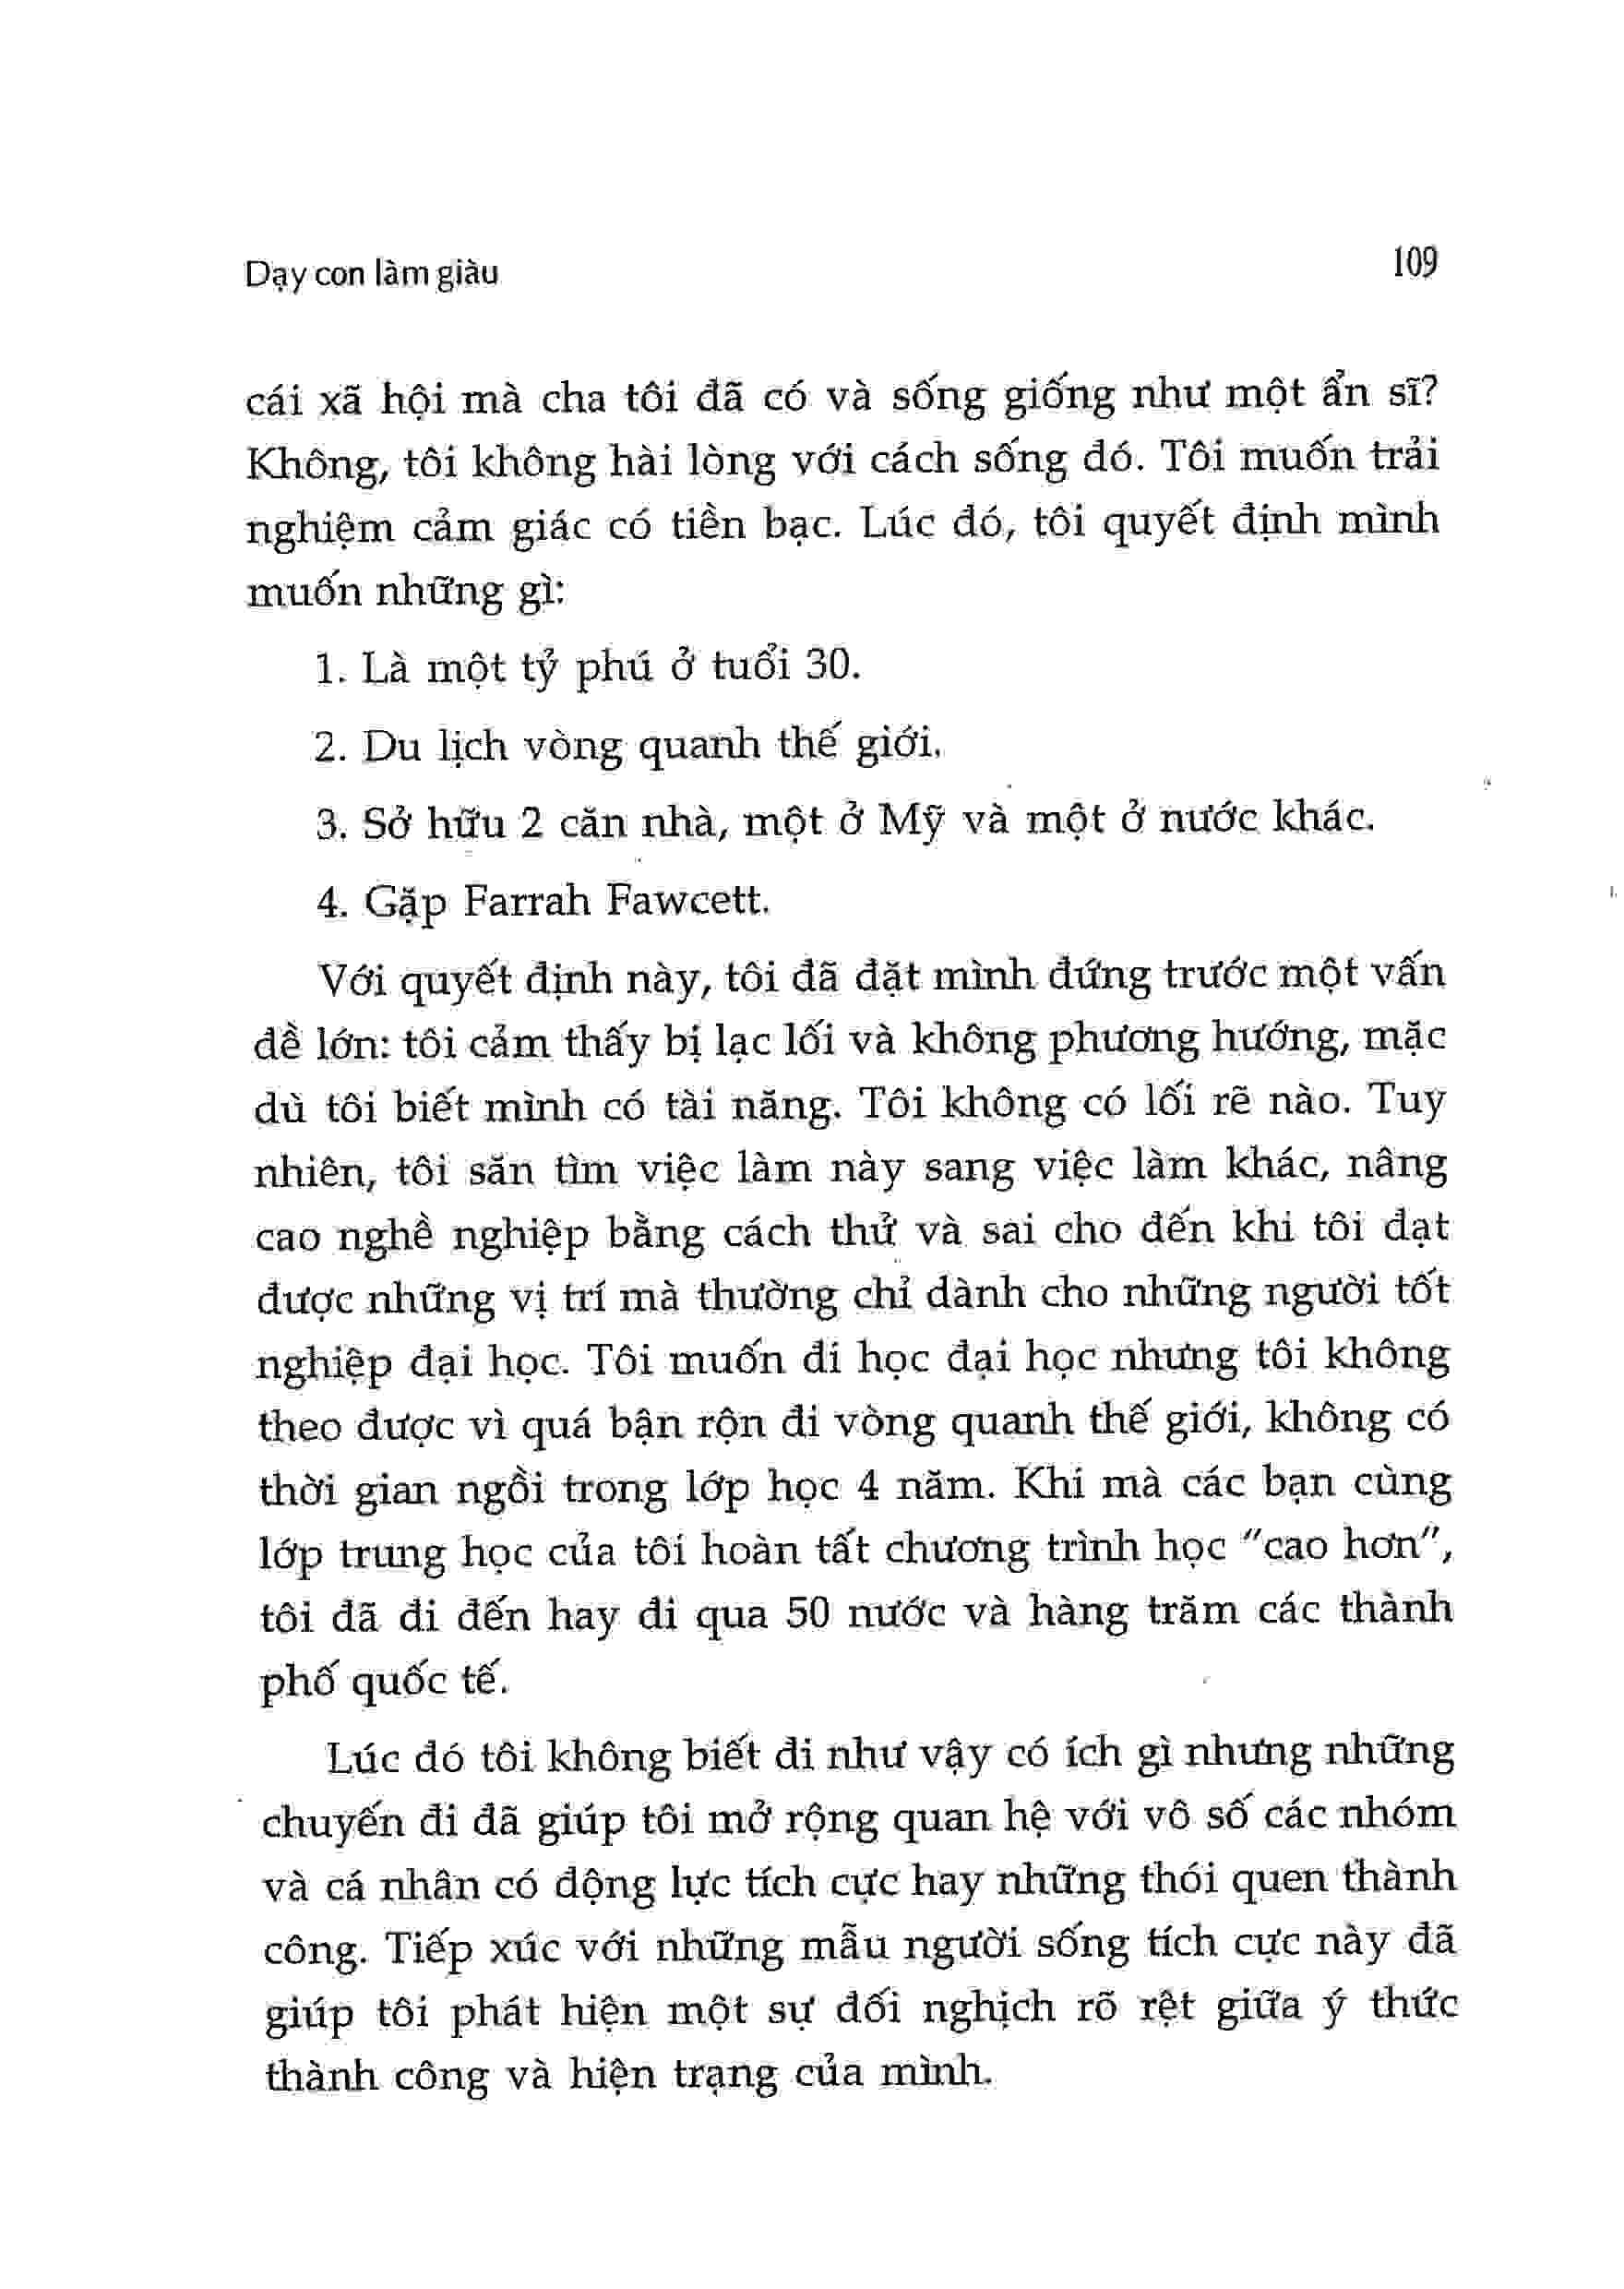 Dạy con làm giàu
109
cái xã hội mà cha tôi đã có và sống giống như một ẩn sĩ?
Không, tôi không hài lòng với cách sống đó. Tôi muốn trải
nghiệm cảm giác có tiền bạc. Lúc đó, tôi quyết định mình
muốn những gì:
1. Là một tỷ phú ở tuổi 30.
2. Du lịch vòng quanh thế giới.
3. Sở hữu 2 căn nhà, một ở Mỹ và một ở nước khác.
4. Gặp Farrah Fawcett.
Với quyết định này, tôi đã đặt mình đứng trước một vấn
đề lớn: tôi cảm thấy bị lạc lối và không phương hướng, mặc
dù tôi biết mình có tài năng. Tôi không có lối rẽ nào. Tuy
nhiên, tôi săn tìm việc làm này sang việc làm khác, nâng
cao nghề nghiệp bằng cách thử và sai cho đến khi tôi đạt
được những vị trí mà thường chỉ dành cho những người tốt
nghiệp đại học. Tôi muốn đi học đại học nhưng tôi không
theo được vì quá bận rộn đi vòng quanh thế giới, không có
thời gian ngồi trong lớp học 4 năm. Khi mà các bạn cùng
lớp trung học của tôi hoàn tất chương trình học "cao hơn",
tôi đã đi đến hay đi qua 50 nước và hàng trăm các thành
phố quốc tế.
Lúc đó tôi không biết đi như vậy có ích gì nhưng những
chuyến đi đã giúp tôi mở rộng quan hệ với vô số các nhóm
và cá nhân có động lực tích cực hay những thói quen thành
công. Tiếp xúc với những mẫu người sống tích cực này đã
giúp tôi phát hiện một sự đối nghịch rõ rệt giữa ý thức
thành công và hiện trạng của mình.